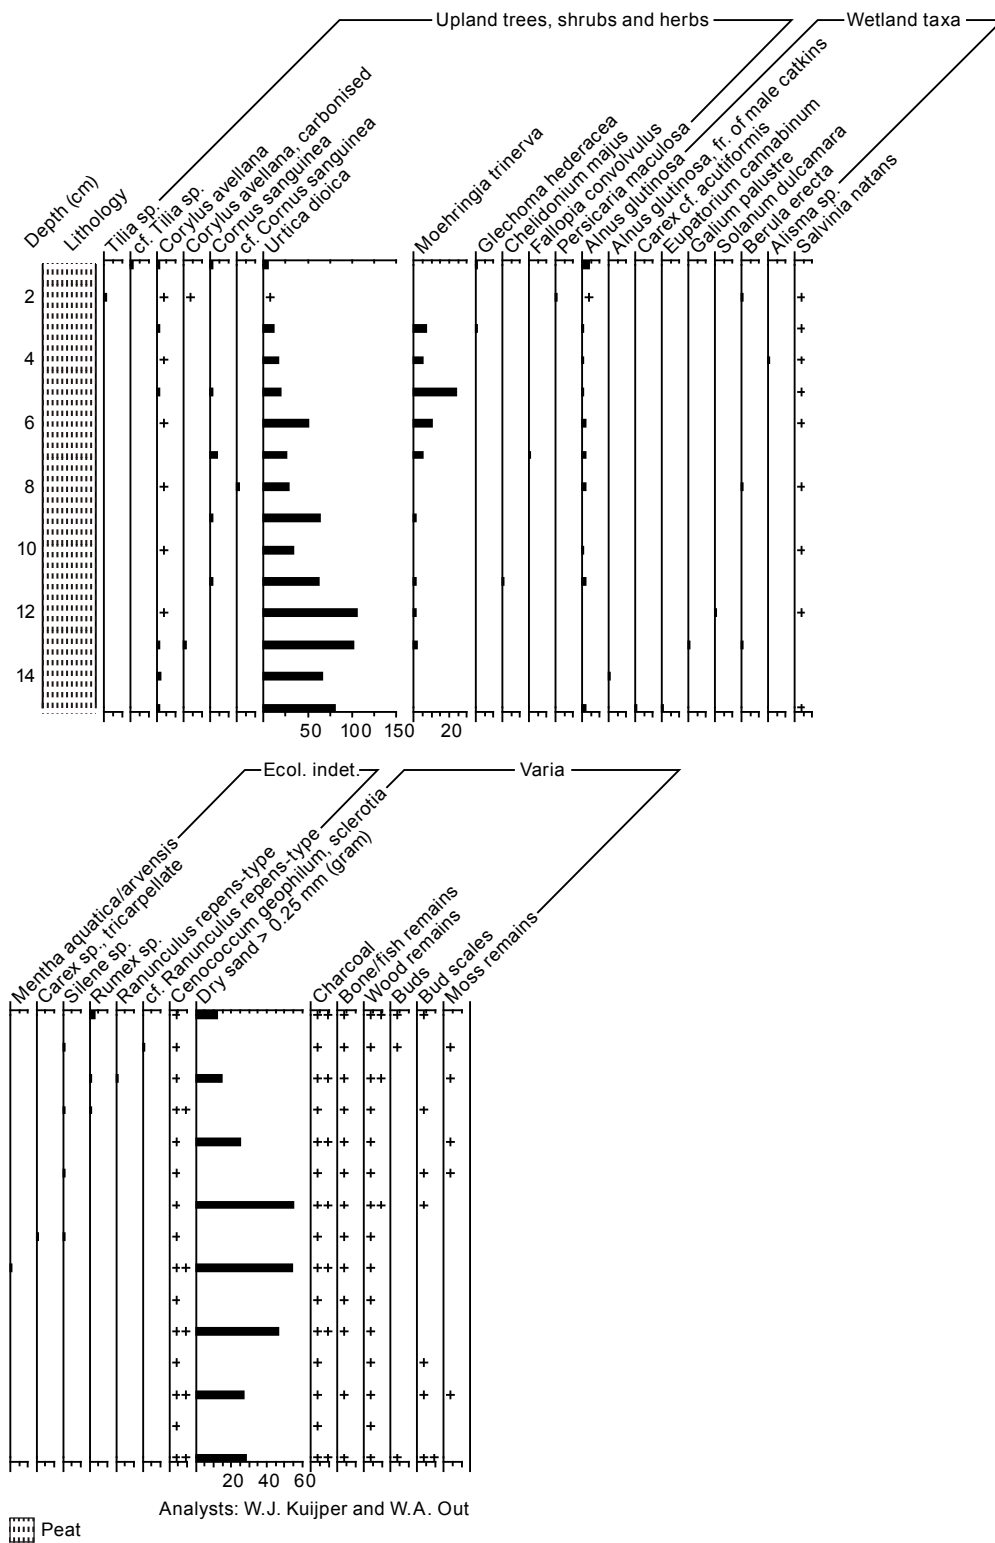 Upland trees, shrubs and herbs
Wetland taxa
Depth (cm)
Lithology
Tilia sp.
cf. Tilia sp.
Corylus avellana
Corylus avellana, carbonised
Cornus sanguinea
cf. Cornus sanguinea
Urtica dioica
Moehringia trinerva
Glechoma hederacea
Chelidonium majus
Fallopia convolvulus
Persicaria maculosa
Alnus glutinosa
Alnus glutinosa, fr. of male catkins
Carex cf. acutiformis
Eupatorium cannabinum
Galium palustre
Solanum dulcamara
Berula erecta
Alisma sp.
Salvinia natans
2
4
6
8
10
12
14
50 100 150 20
Ecol. indet.
Varia
Mentha aquatica/arvensis
Carex sp., tricarpellate
Silene sp.
Rumex sp.
Ranunculus repens-type
cf. Ranunculus repens-type
Cenococcum geophilum, sclerotia
Dry sand > 0.25 mm (gram)
Charcoal
Bone/fish remains
Wood remains
Buds
Bud scales
Moss remains
20 40 60
Analysts: W.J. Kuijper and W.A. Out
Peat